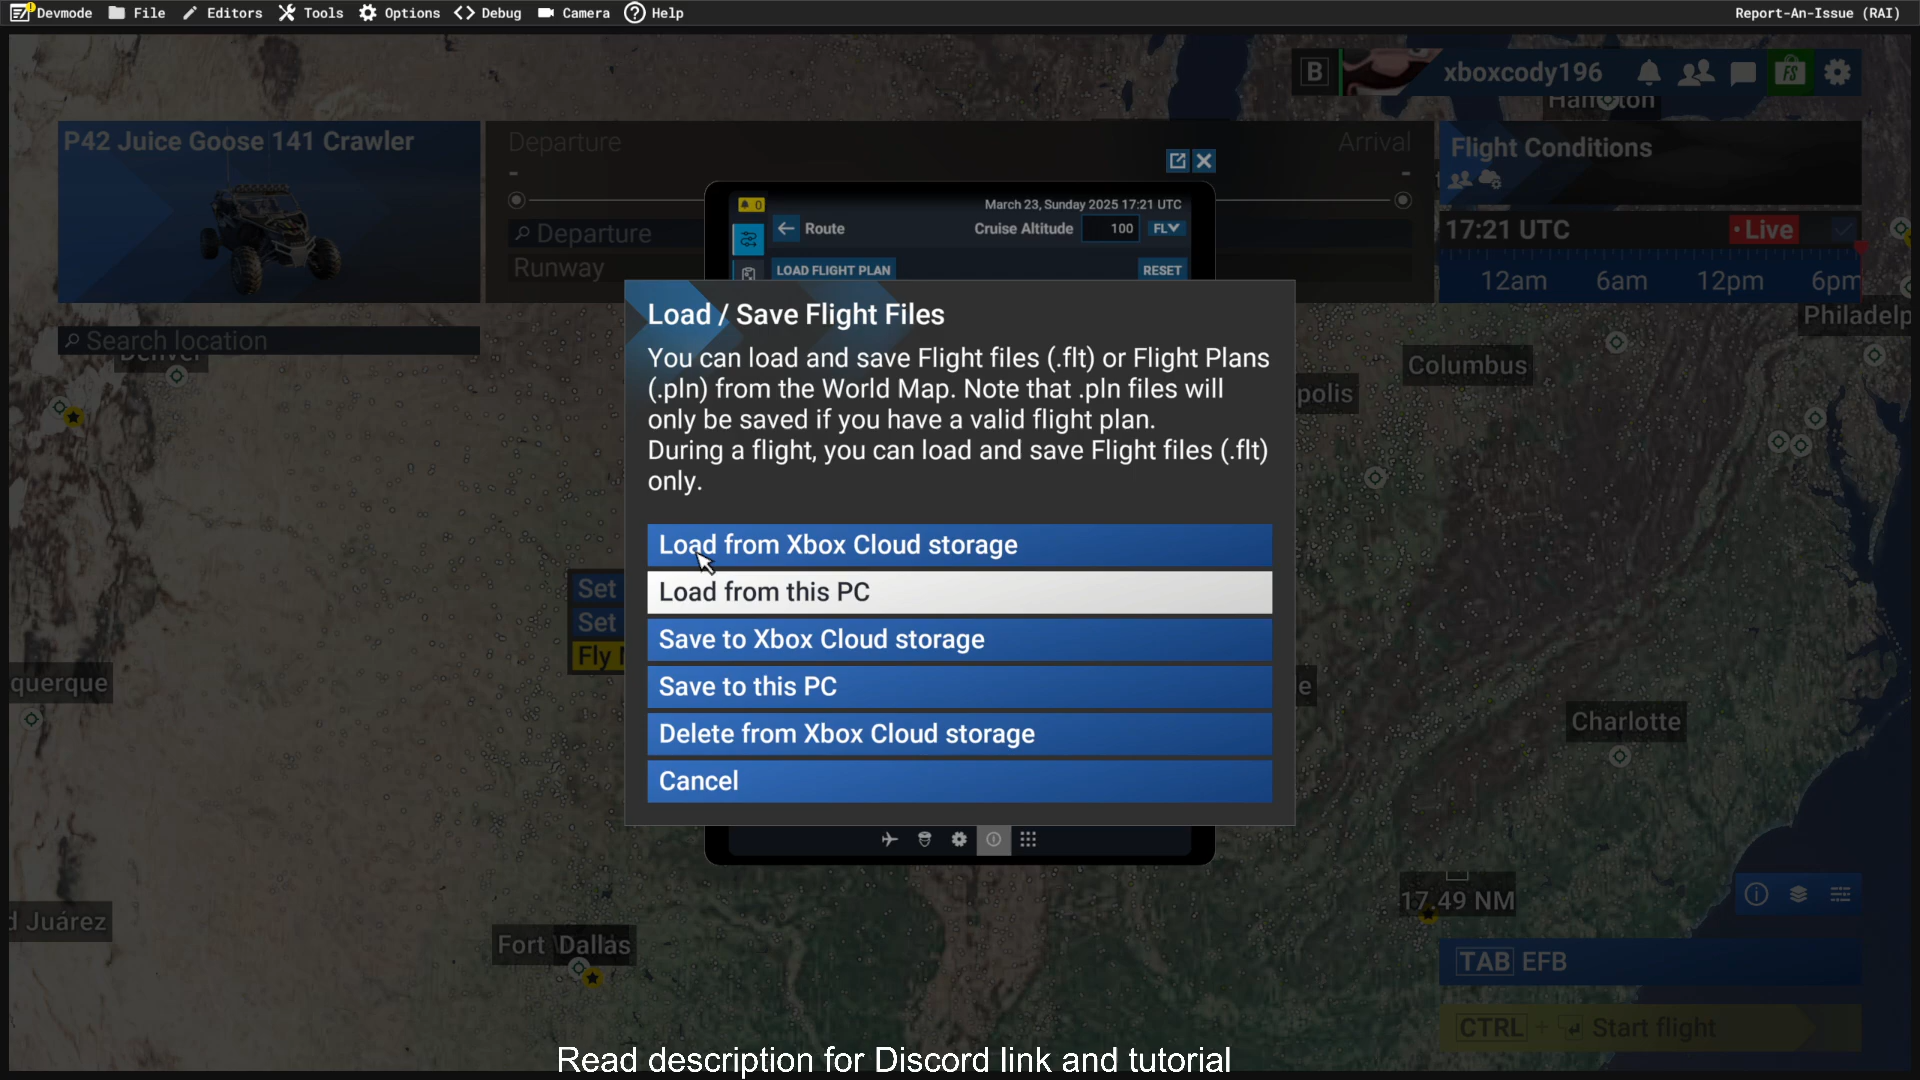 Devmode File Editors Tools Options Debug Camera Help Report-An-Issue (RAI)
B xboxcody196 FS
Hamilton
P42 Juice Goose 141 Crawler
Departure Arrival
- -
Departure
Runway
Flight Conditions
17:21 UTC • Live
12am 6am 12pm 6pm
Search location
Denver
Philadelp
Columbus
polis
0 March 23, Sunday 2025 17:21 UTC
Route Cruise Altitude 100 FL
LOAD FLIGHT PLAN RESET
Load / Save Flight Files
You can load and save Flight files (.flt) or Flight Plans
(.pln) from the World Map. Note that .pln files will
only be saved if you have a valid flight plan.
During a flight, you can load and save Flight files (.flt)
only.
Load from Xbox Cloud storage
Load from this PC
Save to Xbox Cloud storage
Save to this PC
Delete from Xbox Cloud storage
Cancel
Set
Set
Fly
querque
e
Charlotte
d Juárez
Fort Dallas
17.49 NM
TAB EFB
CTRL + Start flight
Read description for Discord link and tutorial